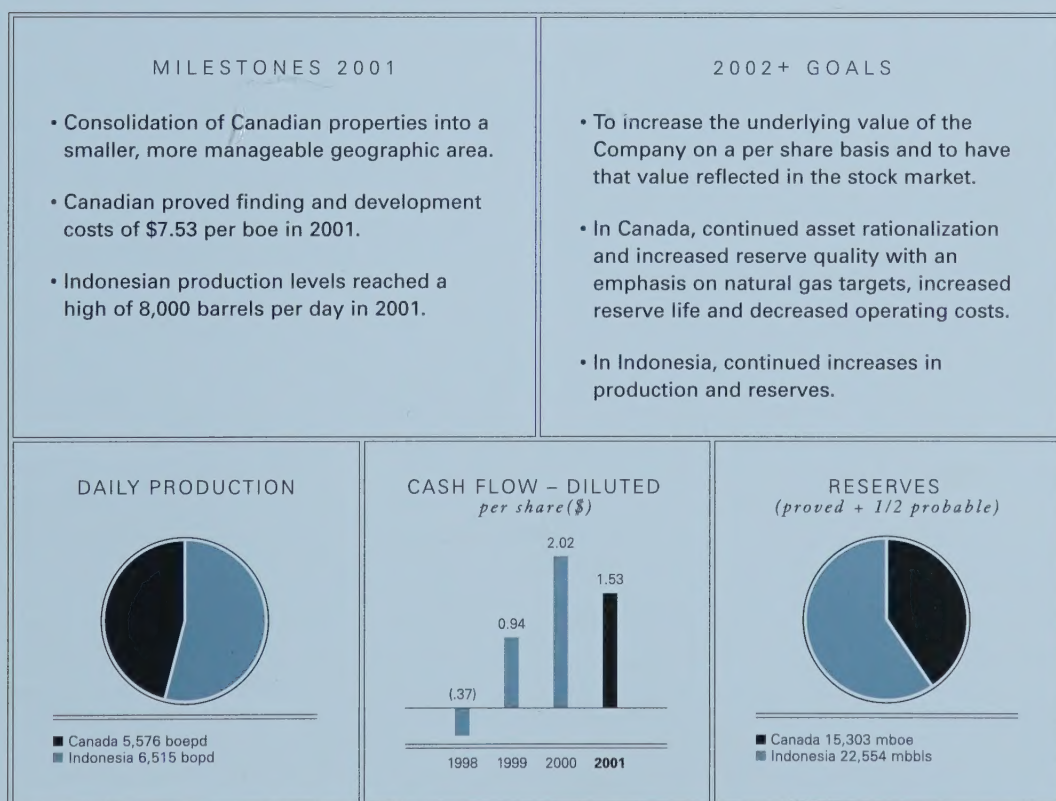 MILESTONES 2001
• Consolidation of Canadian properties into a
smaller, more manageable geographic area.
• Canadian proved finding and development
costs of $7.53 per boe in 2001.
• Indonesian production levels reached a
high of 8,000 barrels per day in 2001.
2002+ GOALS
• To increase the underlying value of the
Company on a per share basis and to have
that value reflected in the stock market.
• In Canada, continued asset rationalization
and increased reserve quality with an
emphasis on natural gas targets, increased
reserve life and decreased operating costs.
• In Indonesia, continued increases in
production and reserves.
DAILY PRODUCTION
Canada 5,576 boepd
Indonesia 6,515 bopd
CASH FLOW – DILUTED
per share($)
(.37)
0.94
2.02
1.53
1998 1999 2000 2001
RESERVES
(proved + 1/2 probable)
Canada 15,303 mboe
Indonesia 22,554 mbbls